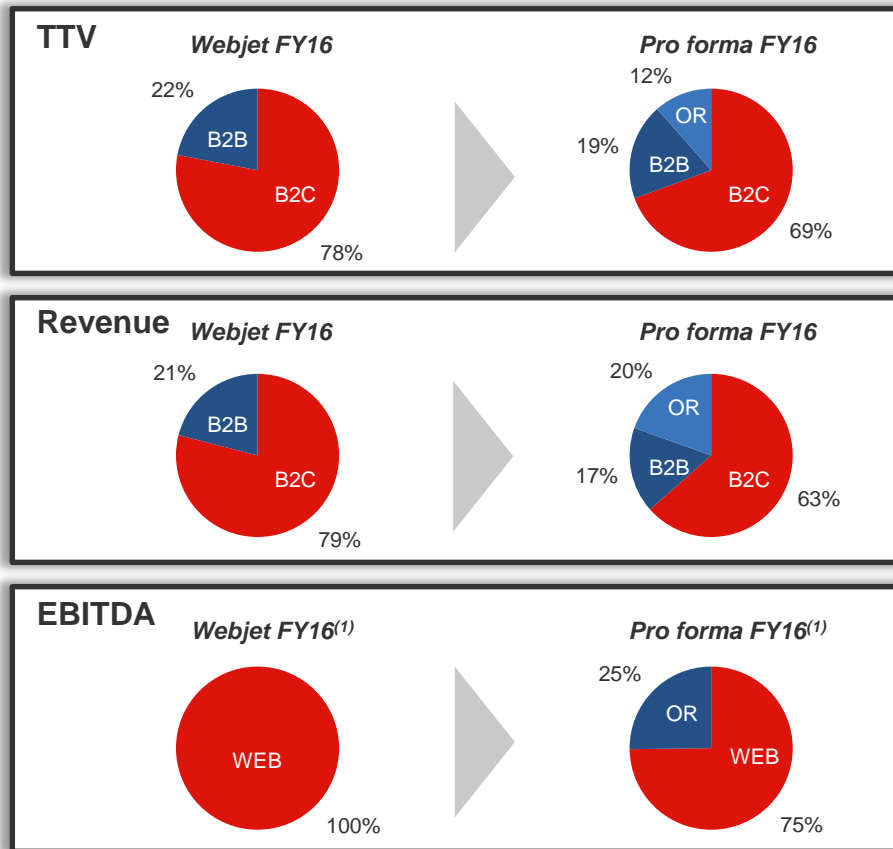 TTV
Webjet FY16
Pro forma FY16
22%
B2B
B2C
78%
12%
OR
19%
B2B
B2C
69%
Revenue
Webjet FY16
Pro forma FY16
21%
B2B
B2C
79%
20%
OR
17%
B2B
B2C
63%
EBITDA
Webjet FY16(1)
Pro forma FY16(1)
WEB
100%
25%
OR
WEB
75%